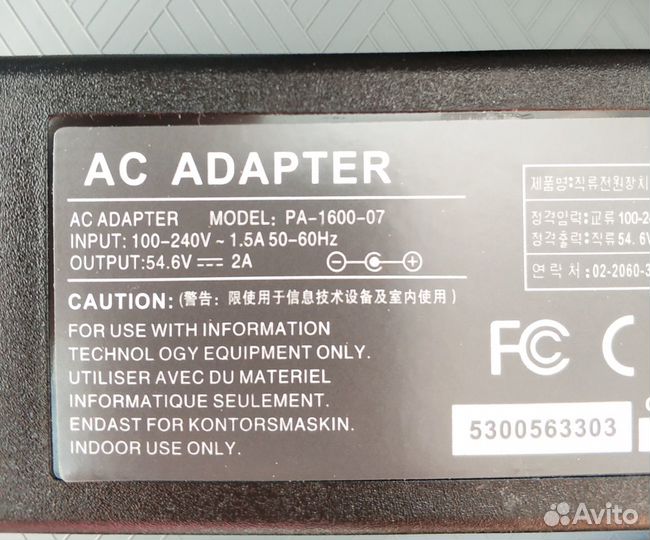 AC ADAPTER
AC ADAPTER MODEL: PA-1600-07
INPUT: 100-240V ~ 1.5A 50-60Hz
OUTPUT:54.6V ⎓ 2A
CAUTION: (警告: 限使用于信息技术设备及室内使用)
FOR USE WITH INFORMATION
TECHNOL OGY EQUIPMENT ONLY.
UTILISER AVEC DU MATERIEL
INFORMATIQUE SEULEMENT.
ENDAST FOR KONTORSMASKIN.
INDOOR USE ONLY.
제품명:직류전원장치
정격입력:교류 100-2
정격출력:직류 54.6V
연락처:02-2060-3
FC
5300563303
Avito